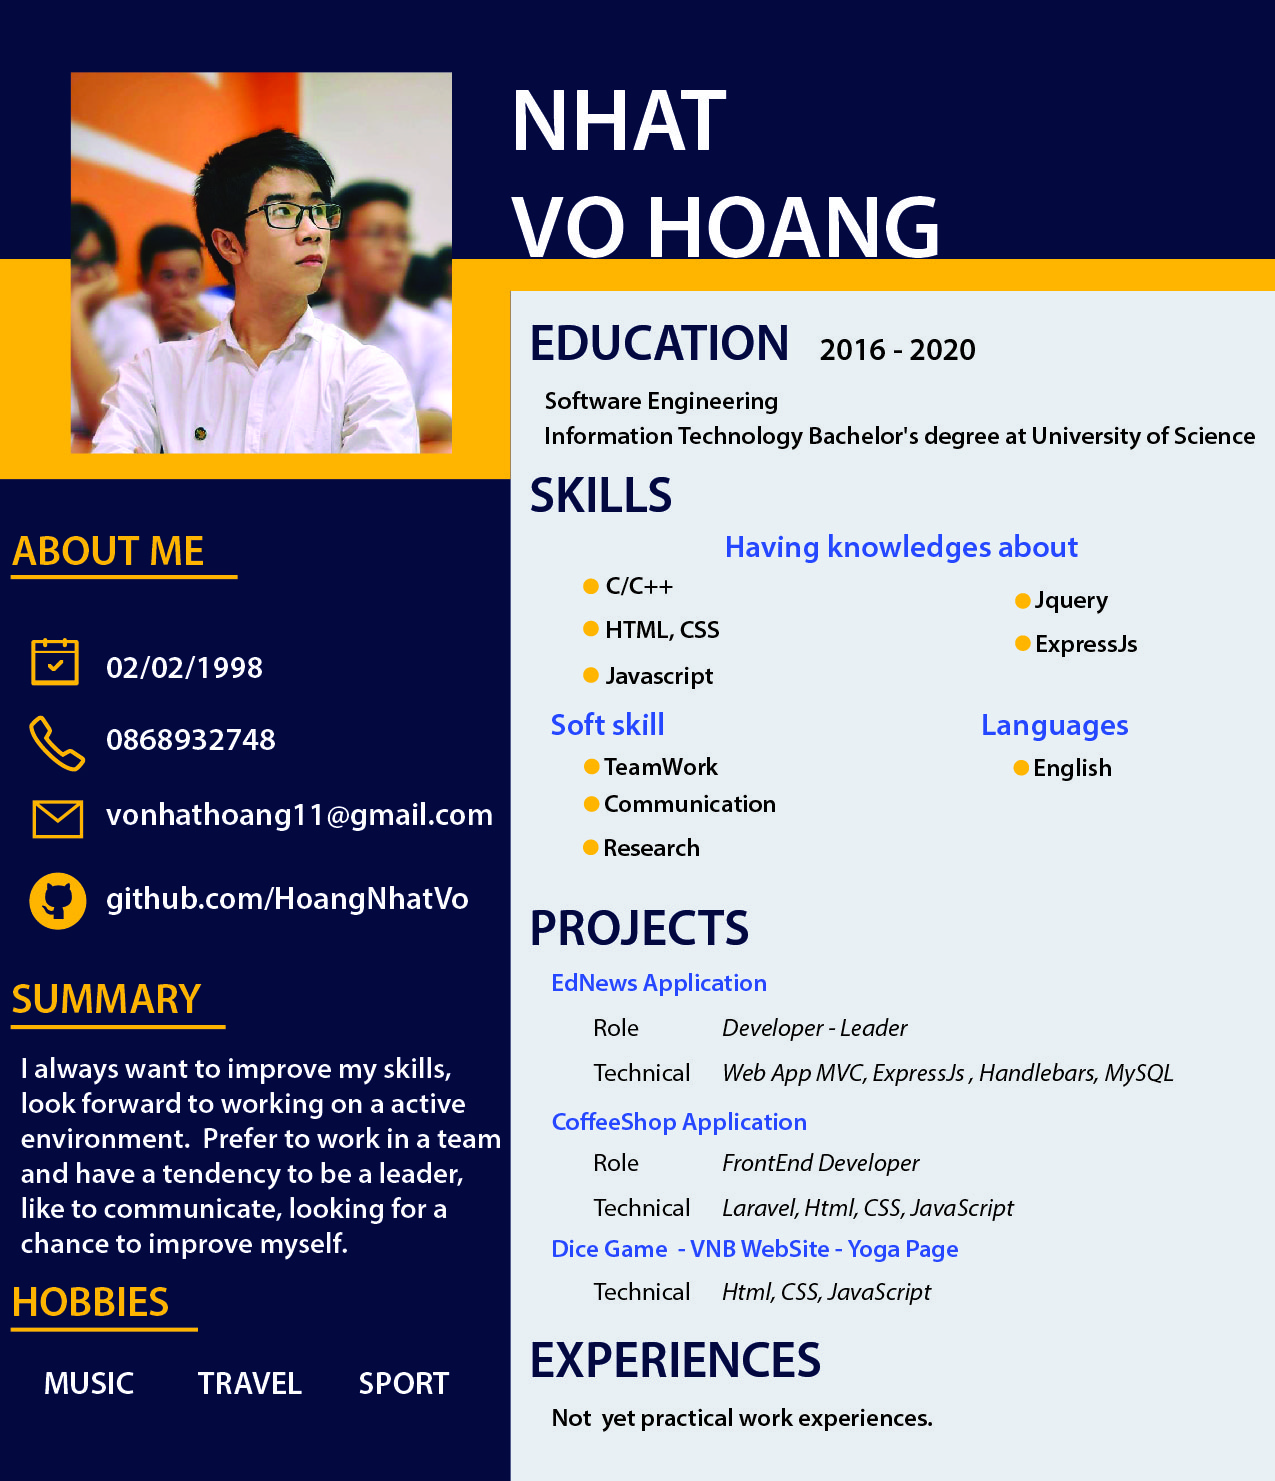 NHAT
VO HOANG
ABOUT ME
02/02/1998
0868932748
vonhathoang11@gmail.com
github.com/HoangNhatVo
SUMMARY
I always want to improve my skills,
look forward to working on a active
environment.  Prefer to work in a team
and have a tendency to be a leader,
like to communicate, looking for a
chance to improve myself.
HOBBIES
MUSIC TRAVEL SPORT
EDUCATION 2016 - 2020
Software Engineering
Information Technology Bachelor's degree at University of Science
SKILLS
Having knowledges about
C/C++
HTML, CSS
Javascript
Jquery
ExpressJs
Soft skill
TeamWork
Communication
Research
Languages
English
PROJECTS
EdNews Application
Role Developer - Leader
Technical Web App MVC, ExpressJs , Handlebars, MySQL
CoffeeShop Application
Role FrontEnd Developer
Technical Laravel, Html, CSS, JavaScript
Dice Game  - VNB WebSite - Yoga Page
Technical Html, CSS, JavaScript
EXPERIENCES
Not  yet practical work experiences.